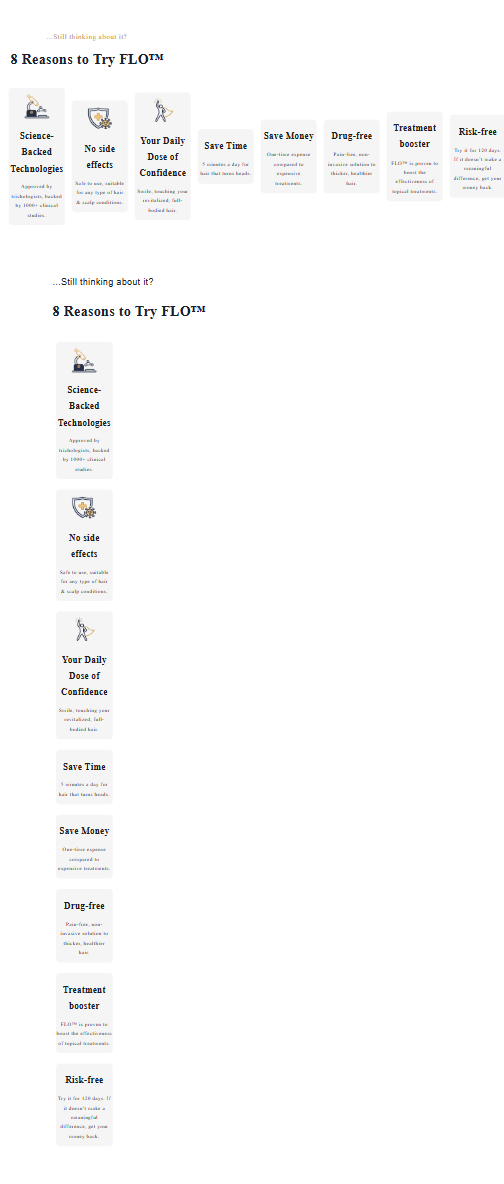 ...Still thinking about it?
8 Reasons to Try FLO™
Science-
Backed
Technologies
Approved by
trichologists, backed
by 1000+ clinical
studies.
No side
effects
Safe to use, suitable
for any type of hair
& scalp conditions.
Your Daily
Dose of
Confidence
Smile, touching your
revitalized, full-
bodied hair.
Save Time
5 minutes a day for
hair that turns heads.
Save Money
One-time expense
compared to
expensive
treatments.
Drug-free
Pain-free, non-
invasive solution to
thicker, healthier
hair.
Treatment
booster
FLO™ is proven to
boost the
effectiveness of
topical treatments.
Risk-free
Try it for 120 days.
If it doesn't make a
meaningful
difference, get your
money back.
...Still thinking about it?
8 Reasons to Try FLO™
Science-
Backed
Technologies
Approved by
trichologists, backed
by 1000+ clinical
studies.
No side
effects
Safe to use, suitable
for any type of hair
& scalp conditions.
Your Daily
Dose of
Confidence
Smile, touching your
revitalized, full-
bodied hair.
Save Time
5 minutes a day for
hair that turns heads.
Save Money
One-time expense
compared to
expensive treatments.
Drug-free
Pain-free, non-
invasive solution to
thicker, healthier
hair.
Treatment
booster
FLO™ is proven to
boost the effectiveness
of topical treatments.
Risk-free
Try it for 120 days. If
it doesn't make a
meaningful
difference, get your
money back.